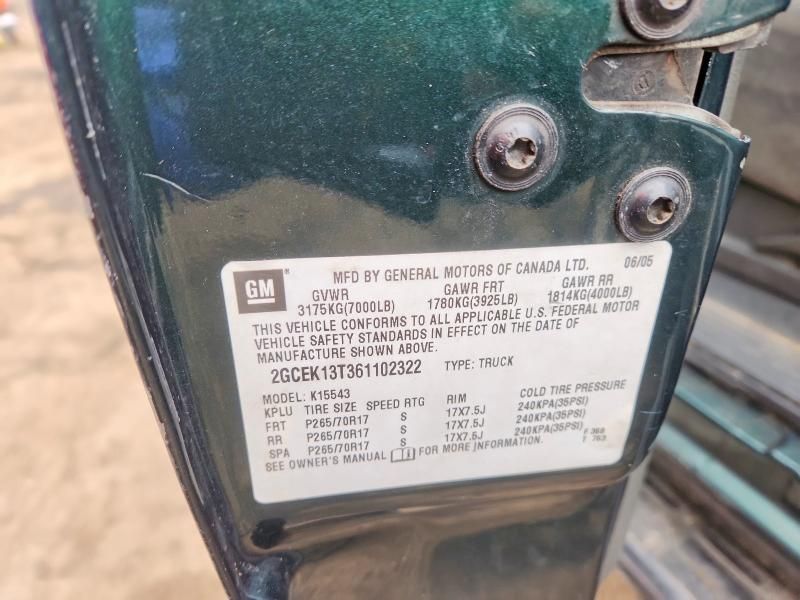 GM ® MFD BY GENERAL MOTORS OF CANADA LTD. 06/05
GVWR GAWR FRT GAWR RR
3175KG(7000LB) 1780KG(3925LB) 1814KG(4000LB)
THIS VEHICLE CONFORMS TO ALL APPLICABLE U.S. FEDERAL MOTOR
VEHICLE SAFETY STANDARDS IN EFFECT ON THE DATE OF
MANUFACTURE SHOWN ABOVE.
2GCEK13T361102322 TYPE: TRUCK
MODEL: K15543
KPLU TIRE SIZE SPEED RTG RIM COLD TIRE PRESSURE
FRT P265/70R17 S 17X7.5J 240KPA(35PSI)
RR P265/70R17 S 17X7.5J 240KPA(35PSI)
SPA P265/70R17 S 17X7.5J 240KPA(35PSI)
SEE OWNER'S MANUAL FOR MORE INFORMATION. F 368
T 763